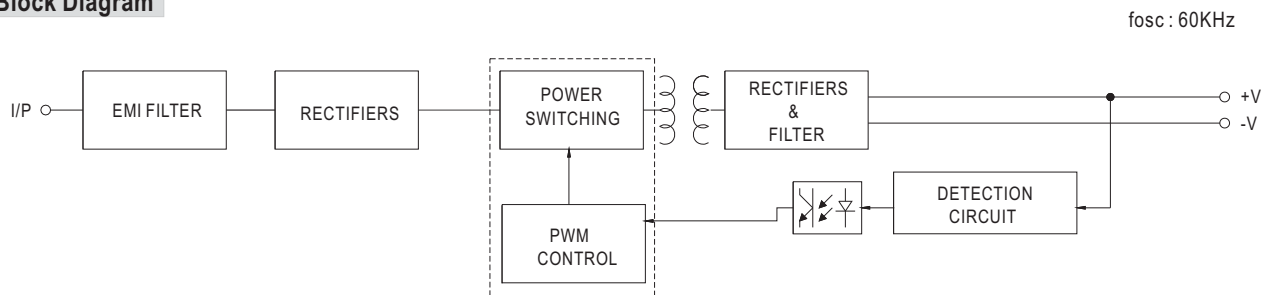 Block Diagram
fosc : 60KHz
I/P
EMI FILTER
RECTIFIERS
POWER
SWITCHING
RECTIFIERS
&
FILTER
+V
-V
DETECTION
CIRCUIT
PWM
CONTROL